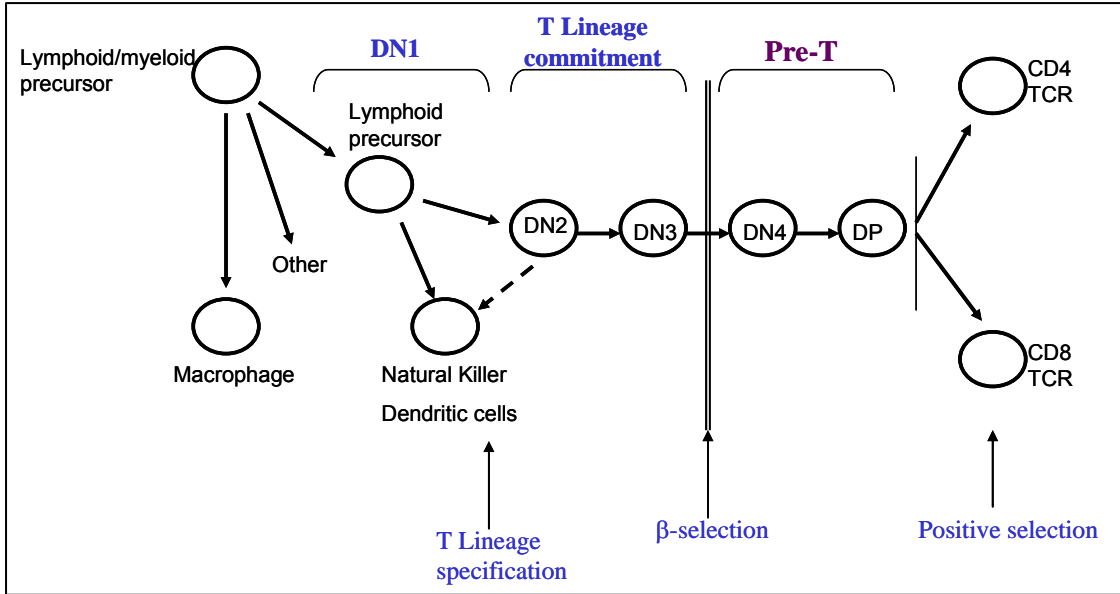 Lymphoid/myeloid
precursor
DN1
T Lineage
commitment
Pre-T
CD4
TCR
Lymphoid
precursor
DN2
DN3
DN4
DP
Other
Macrophage
Natural Killer
Dendritic cells
CD8
TCR
T Lineage
specification
β-selection
Positive selection